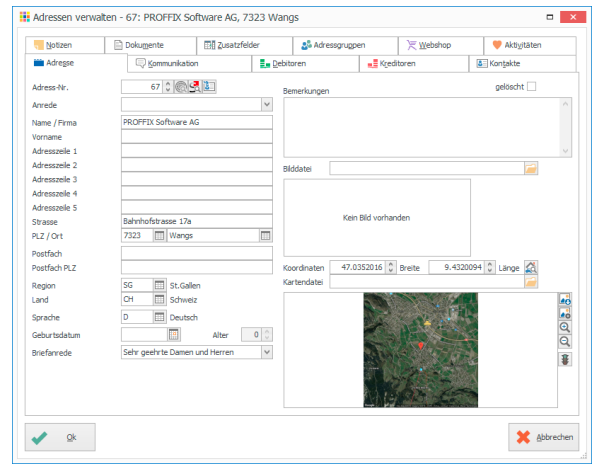 Adressen verwalten - 67: PROFFIX Software AG, 7323 Wangs
Notizen Dokumente Zusatzfelder Adressgruppen Webshop Aktivitäten
Adresse Kommunikation Debitoren Kreditoren Kontakte
Adress-Nr. 67
Anrede
Name / Firma PROFFIX Software AG
Vorname
Adresszeile 1
Adresszeile 2
Adresszeile 3
Adresszeile 4
Adresszeile 5
Strasse Bahnhofstrasse 17a
PLZ / Ort 7323 Wangs
Postfach
Postfach PLZ
Region SG St.Gallen
Land CH Schweiz
Sprache D Deutsch
Geburtsdatum Alter 0
Briefanrede Sehr geehrte Damen und Herren
Bemerkungen gelöscht
Bilddatei
Kein Bild vorhanden
Koordinaten 47.0352016 Breite 9.4320094 Länge
Kartendatei
Ok Abbrechen